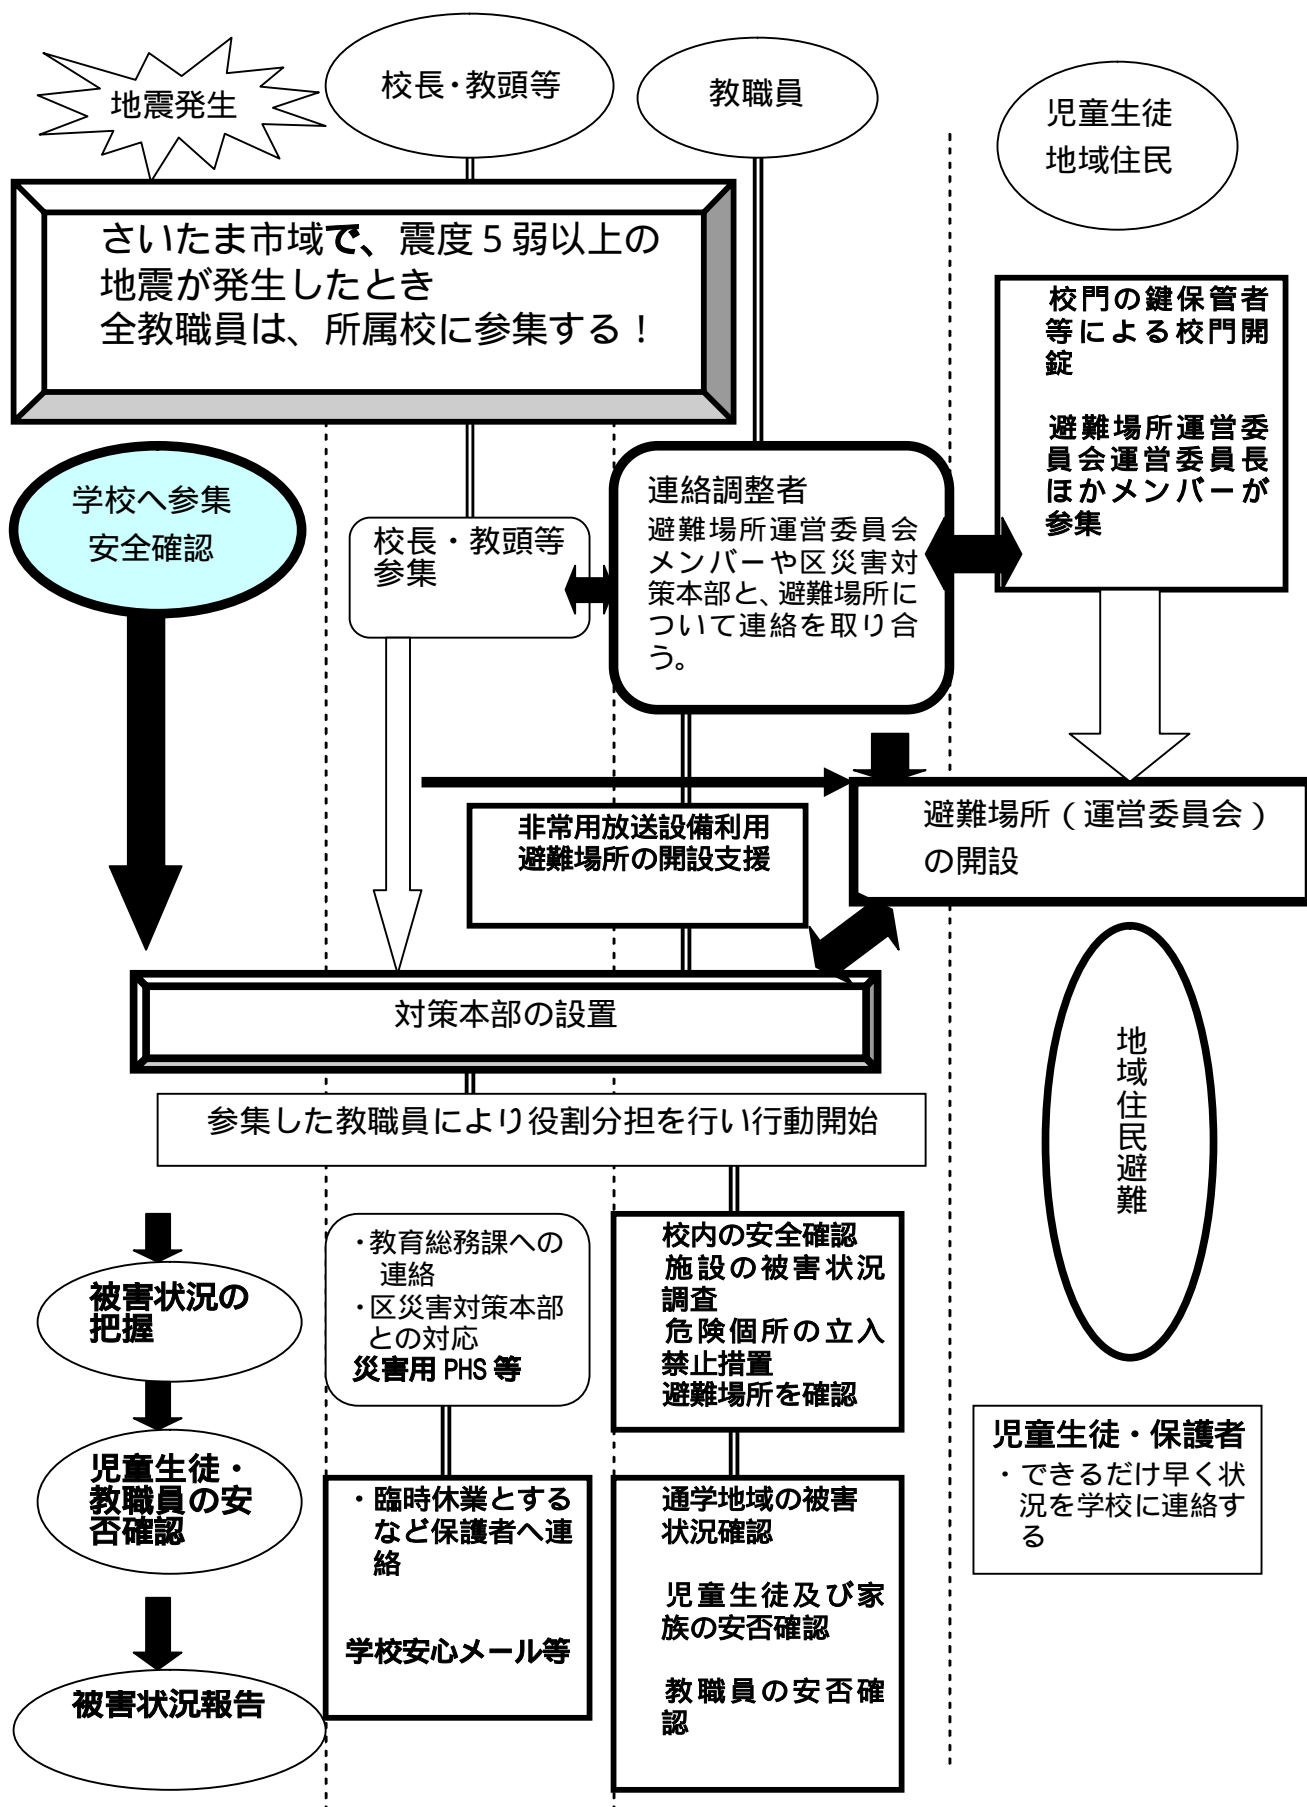 地震発生
校長・教頭等
教職員
児童生徒
地域住民
さいたま市域で、震度５弱以上の
地震が発生したとき
全教職員は、所属校に参集する！
校門の鍵保管者
等による校門開
錠
避難場所運営委
員会運営委員長
ほかメンバーが
参集
学校へ参集
安全確認
校長・教頭等
参集
連絡調整者
避難場所運営委員会
メンバーや区災害対
策本部と、避難場所に
ついて連絡を取り合
う。
非常用放送設備利用
避難場所の開設支援
避難場所（運営委員会）
の開設
対策本部の設置
参集した教職員により役割分担を行い行動開始
地域住民避難
被害状況の
把握
・教育総務課への
連絡
・区災害対策本部
との対応
災害用 PHS 等
校内の安全確認
施設の被害状況
調査
危険個所の立入
禁止措置
避難場所を確認
児童生徒・
教職員の安
否確認
・臨時休業とする
など保護者へ連
絡
学校安心メール等
通学地域の被害
状況確認
児童生徒及び家
族の安否確認
教職員の安否確
認
児童生徒・保護者
・できるだけ早く状
況を学校に連絡す
る
被害状況報告